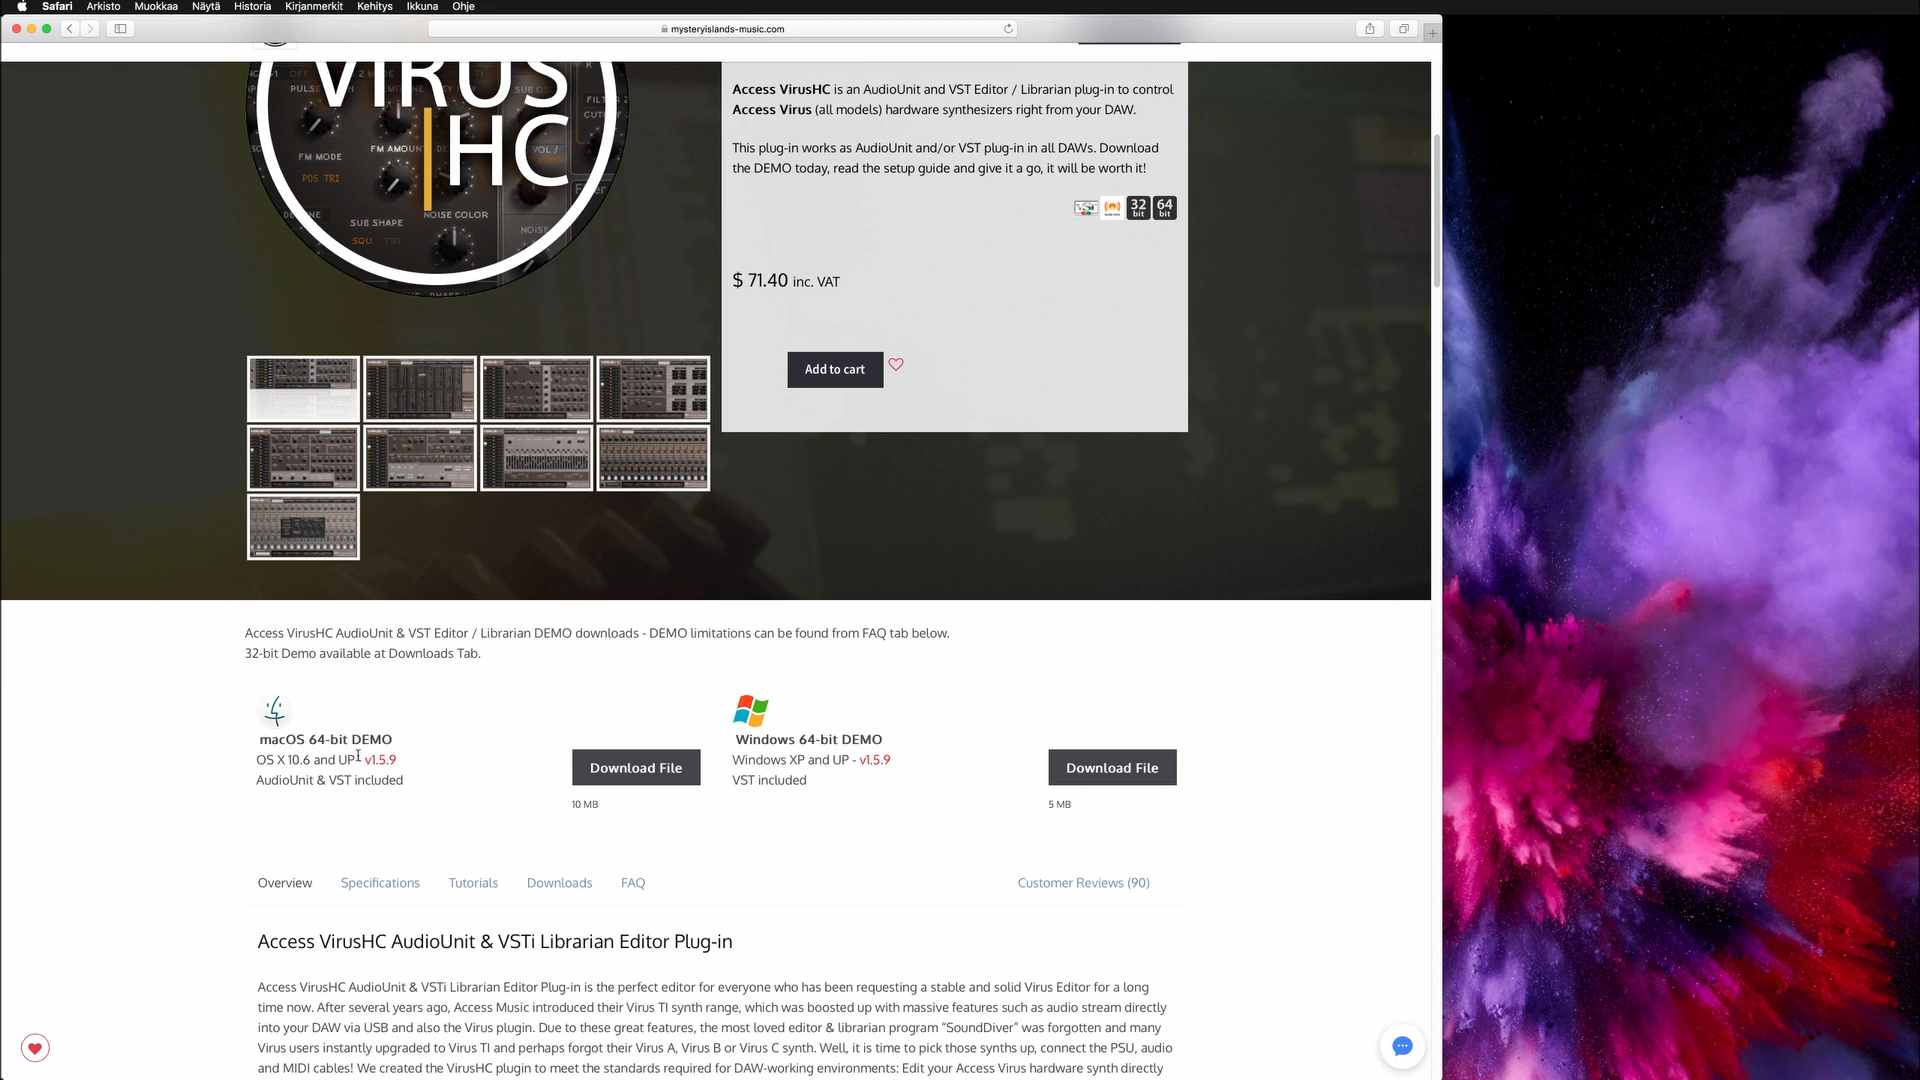 Safari Arkisto Muokkaa Näytä Historia Kirjanmerkit Kehitys Ikkuna Ohje
mysteryislands-music.com
VIRUS
HC
FM MODE
FM AMOUN
POS TRI
SUB SHAPE
NOISE COLOR
SQU TRI
NOISE
Access VirusHC is an AudioUnit and VST Editor / Librarian plug-in to control
Access Virus (all models) hardware synthesizers right from your DAW.
This plug-in works as AudioUnit and/or VST plug-in in all DAWs. Download
the DEMO today, read the setup guide and give it a go, it will be worth it!
32 bit 64 bit
$ 71.40 inc. VAT
Add to cart
Access VirusHC AudioUnit & VST Editor / Librarian DEMO downloads - DEMO limitations can be found from FAQ tab below.
32-bit Demo available at Downloads Tab.
macOS 64-bit DEMO
OS X 10.6 and UP - v1.5.9
AudioUnit & VST included
Download File
10 MB
Windows 64-bit DEMO
Windows XP and UP - v1.5.9
VST included
Download File
5 MB
Overview Specifications Tutorials Downloads FAQ Customer Reviews (90)
Access VirusHC AudioUnit & VSTi Librarian Editor Plug-in
Access VirusHC AudioUnit & VSTi Librarian Editor Plug-in is the perfect editor for everyone who has been requesting a stable and solid Virus Editor for a long
time now. After several years ago, Access Music introduced their Virus TI synth range, which was boosted up with massive features such as audio stream directly
into your DAW via USB and also the Virus plugin. Due to these great features, the most loved editor & librarian program “SoundDiver” was forgotten and many
Virus users instantly upgraded to Virus TI and perhaps forgot their Virus A, Virus B or Virus C synth. Well, it is time to pick those synths up, connect the PSU, audio
and MIDI cables! We created the VirusHC plugin to meet the standards required for DAW-working environments: Edit your Access Virus hardware synth directly